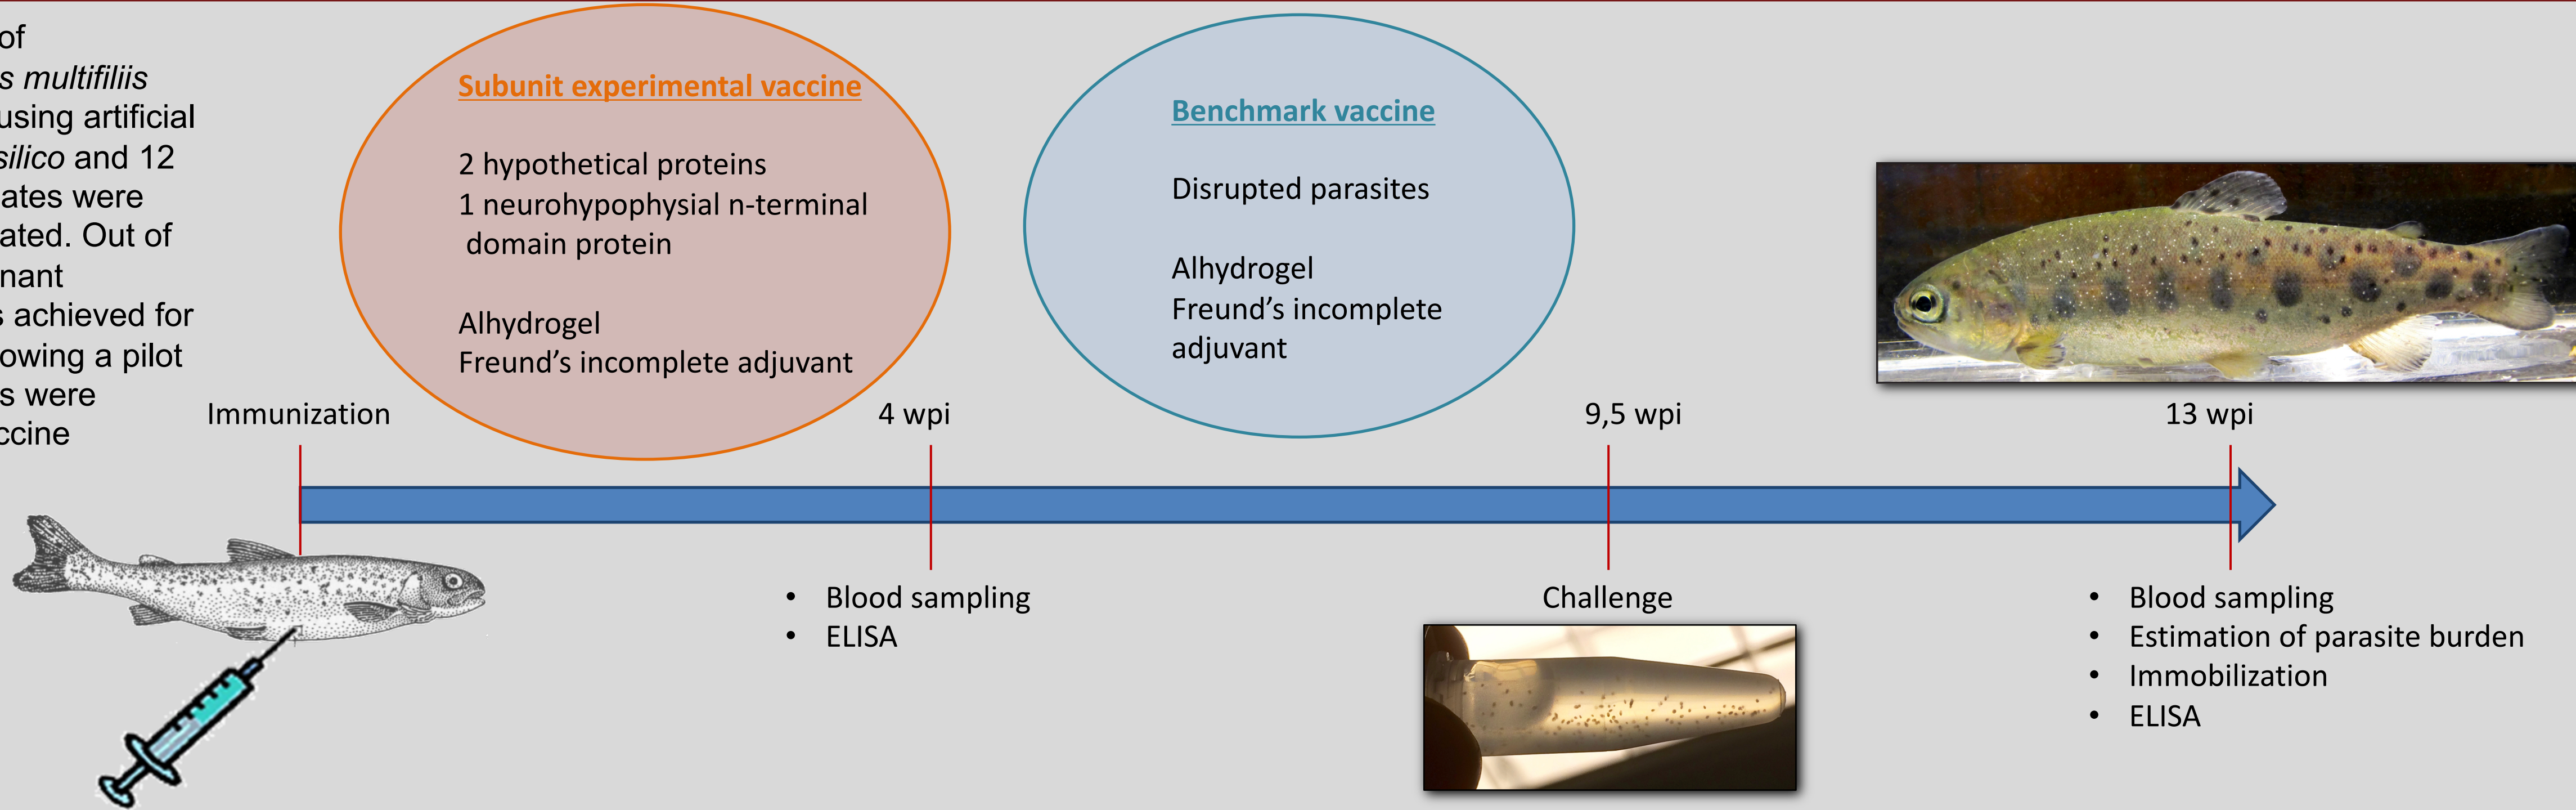 of
s multifiliis
using artificial
silico and 12
ates were
ated. Out of
nant
s achieved for
owing a pilot
s were
ccine
Subunit experimental vaccine
2 hypothetical proteins
1 neurohypophysial n-terminal
domain protein
Alhydrogel
Freund’s incomplete adjuvant
Benchmark vaccine
Disrupted parasites
Alhydrogel
Freund’s incomplete
adjuvant
Immunization
4 wpi
9,5 wpi
13 wpi
• Blood sampling
• ELISA
Challenge
• Blood sampling
• Estimation of parasite burden
• Immobilization
• ELISA